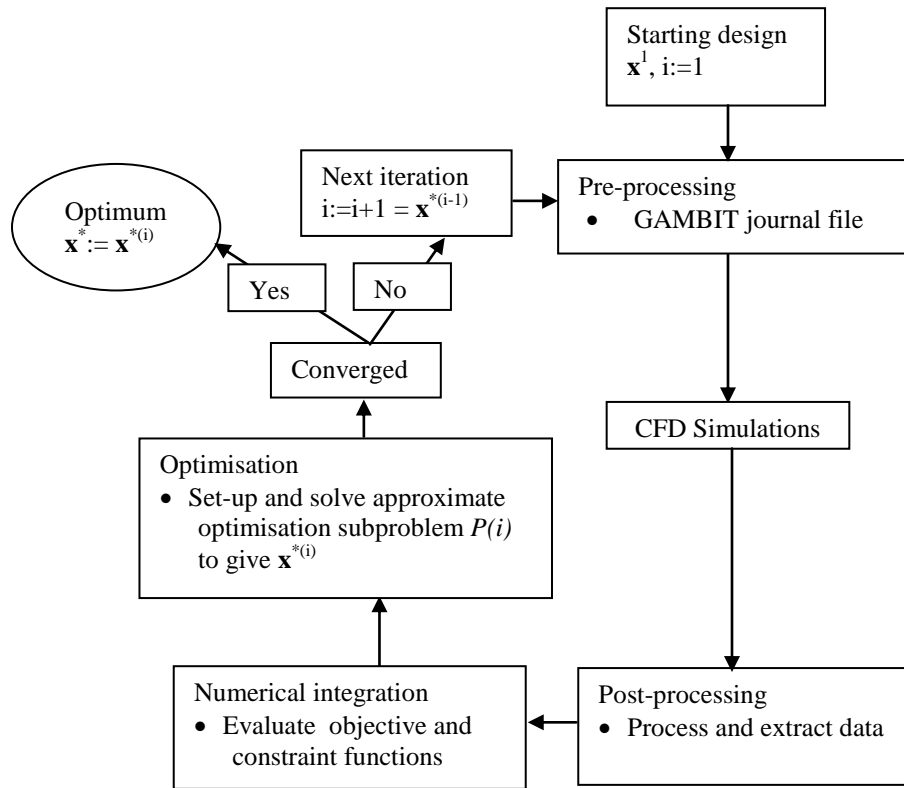 Starting design
x¹, i:=1
Next iteration
i:=i+1 = x*(i-1)
Pre-processing
• GAMBIT journal file
Optimum
x*:= x*(i)
Yes
No
Converged
CFD Simulations
Optimisation
• Set-up and solve approximate
optimisation subproblem P(i)
to give x*(i)
Numerical integration
• Evaluate objective and
constraint functions
Post-processing
• Process and extract data